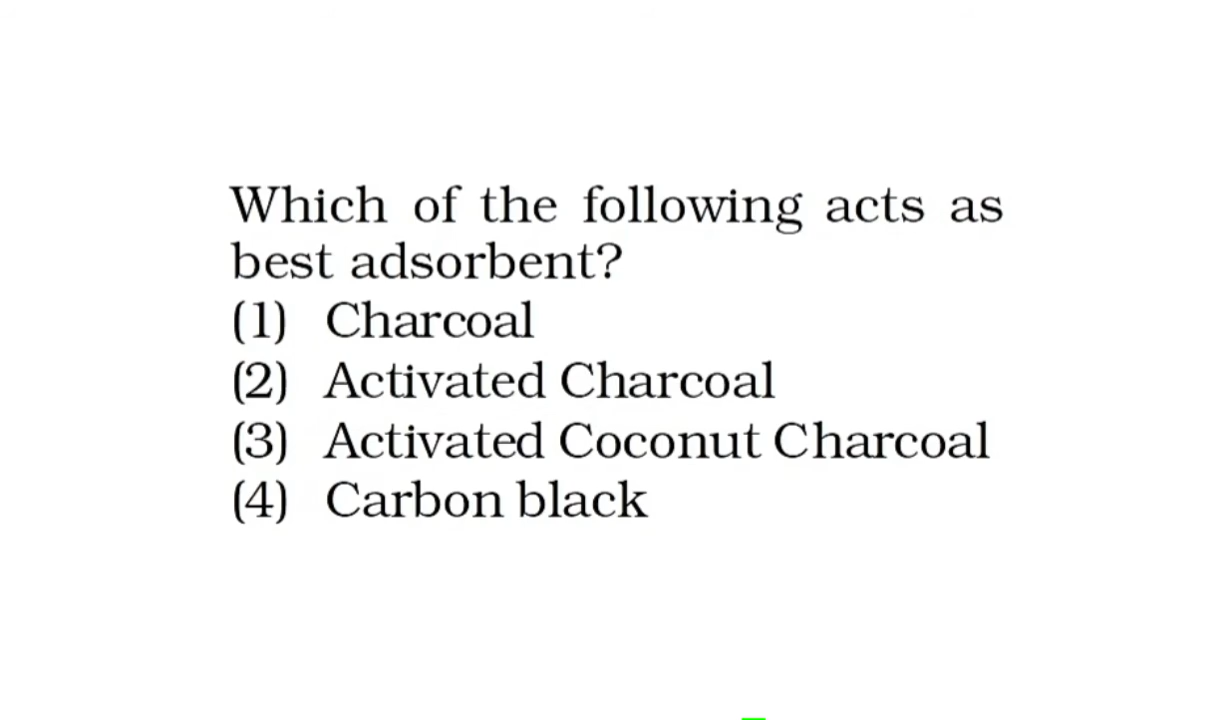 Which of the following acts as
best adsorbent?
(1) Charcoal
(2) Activated Charcoal
(3) Activated Coconut Charcoal
(4) Carbon black